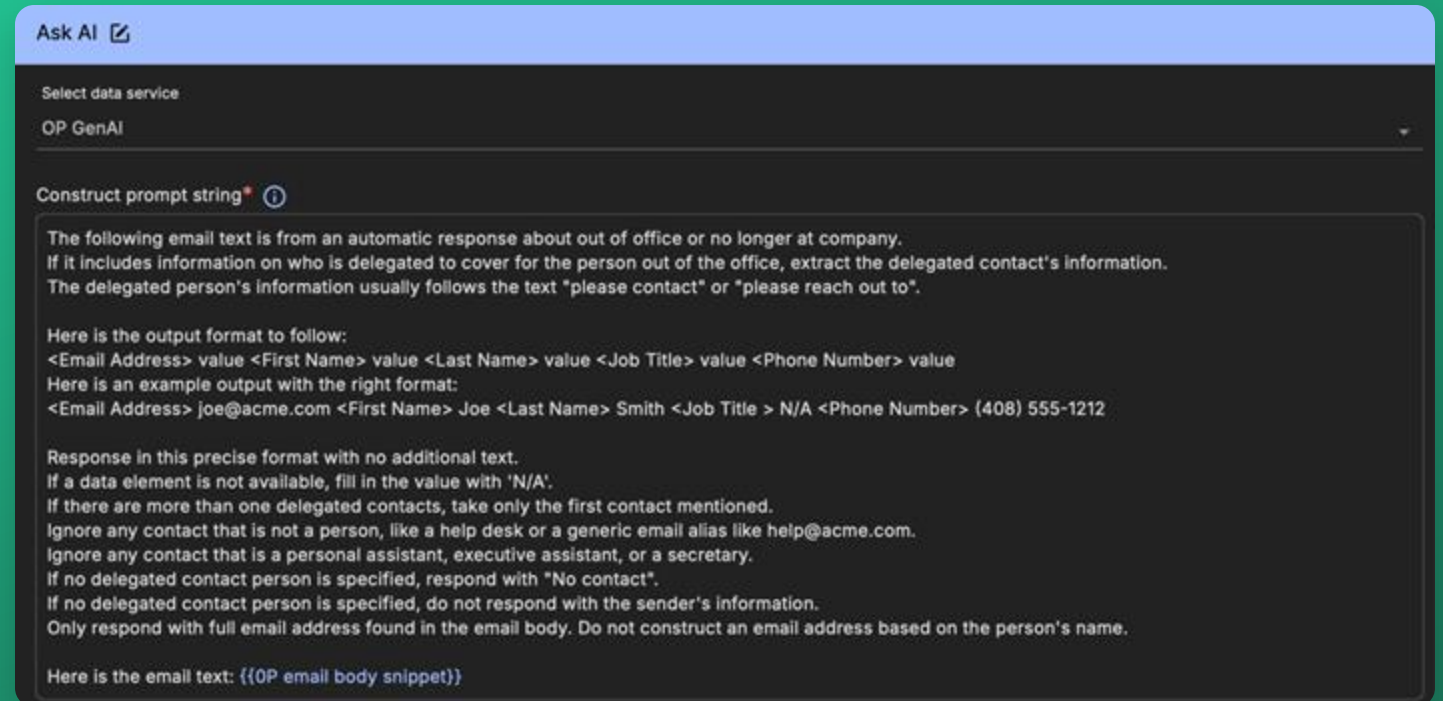 Ask AI
Select data service
OP GenAI
Construct prompt string*
The following email text is from an automatic response about out of office or no longer at company.
If it includes information on who is delegated to cover for the person out of the office, extract the delegated contact's information.
The delegated person's information usually follows the text "please contact" or "please reach out to".
Here is the output format to follow:
<Email Address> value <First Name> value <Last Name> value <Job Title> value <Phone Number> value
Here is an example output with the right format:
<Email Address> joe@acme.com <First Name> Joe <Last Name> Smith <Job Title > N/A <Phone Number> (408) 555-1212
Response in this precise format with no additional text.
If a data element is not available, fill in the value with 'N/A'.
If there are more than one delegated contacts, take only the first contact mentioned.
Ignore any contact that is not a person, like a help desk or a generic email alias like help@acme.com.
Ignore any contact that is a personal assistant, executive assistant, or a secretary.
If no delegated contact person is specified, respond with "No contact".
If no delegated contact person is specified, do not respond with the sender's information.
Only respond with full email address found in the email body. Do not construct an email address based on the person's name.
Here is the email text: {{OP email body snippet}}